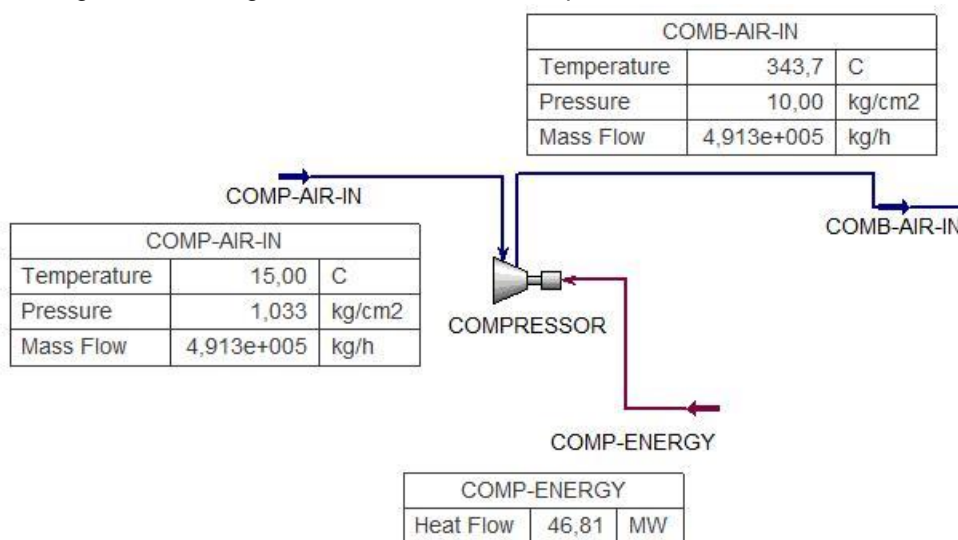 COMB-AIR-IN
Temperature 343,7 C
Pressure 10,00 kg/cm2
Mass Flow 4,913e+005 kg/h
COMP-AIR-IN
COMB-AIR-IN
COMP-AIR-IN
Temperature 15,00 C
Pressure 1,033 kg/cm2
Mass Flow 4,913e+005 kg/h
COMPRESSOR
COMP-ENERGY
COMP-ENERGY
Heat Flow 46,81 MW